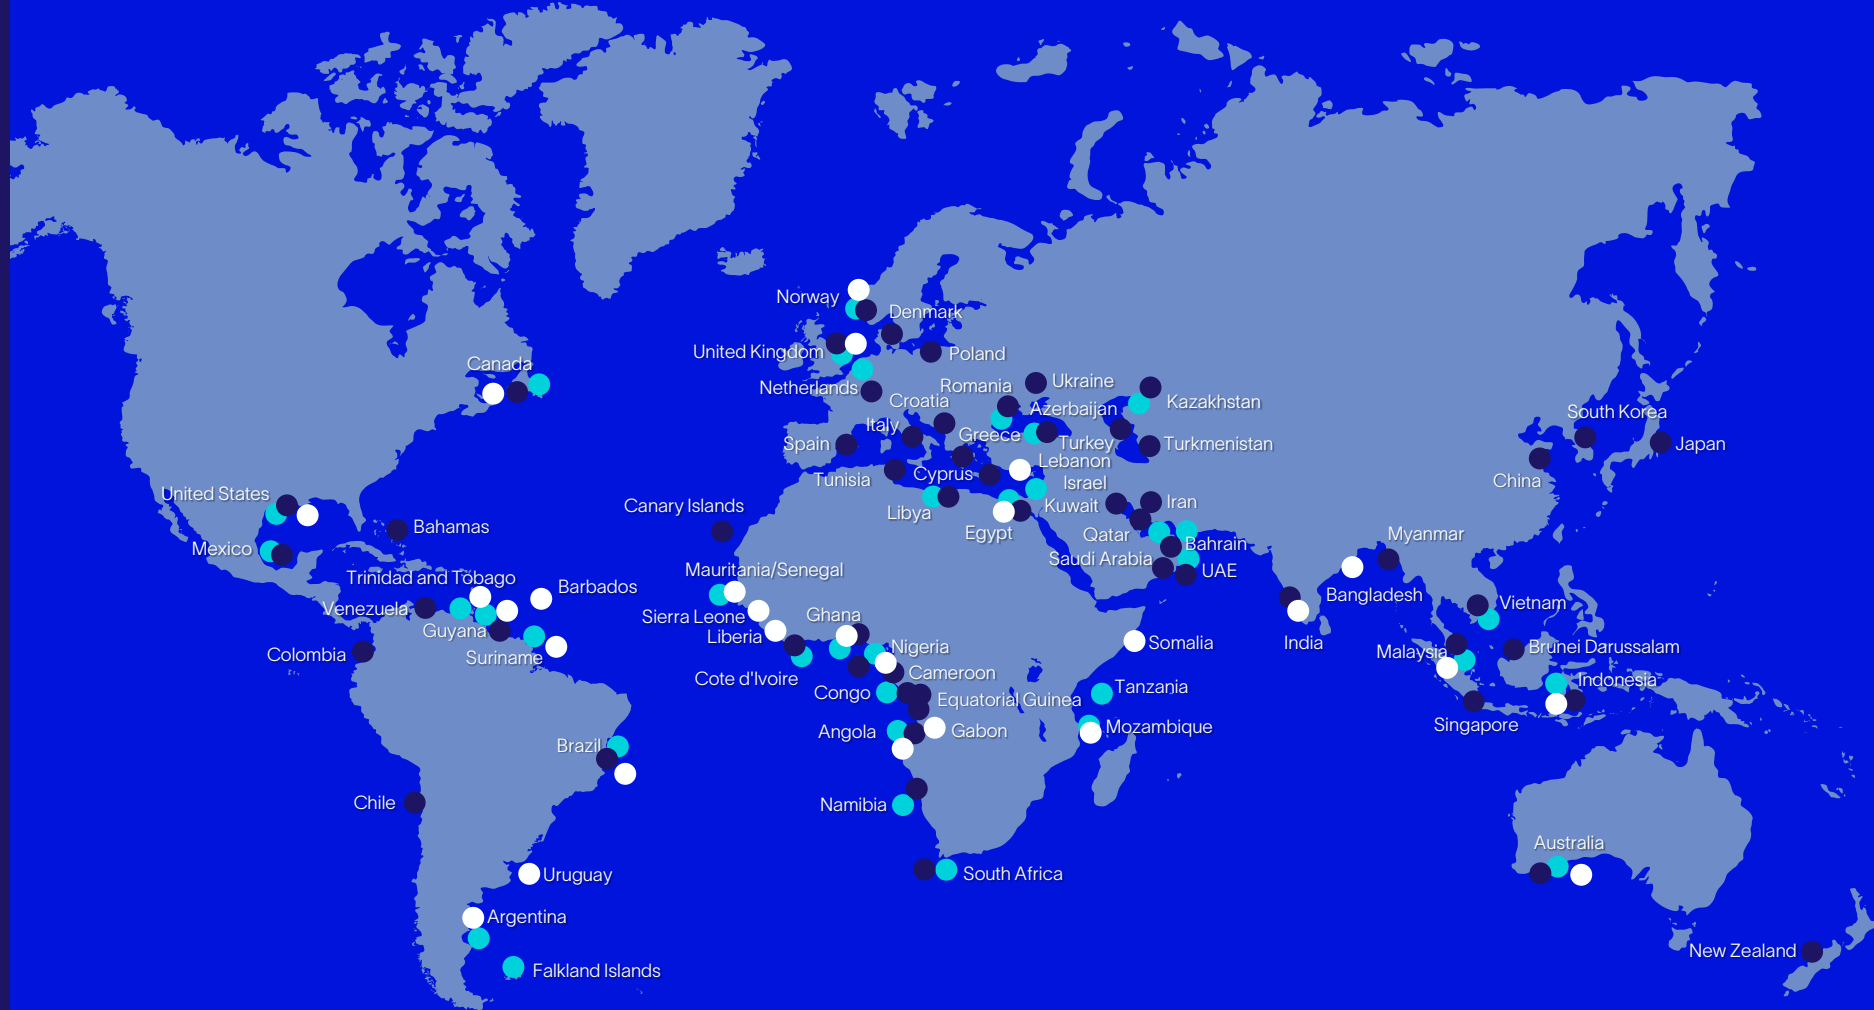 Norway
Denmark
United Kingdom
Poland
Canada
Netherlands
Romania
Ukraine
Croatia
Azerbaijan
Kazakhstan
South Korea
Italy
Greece
Spain
Turkey
Turkmenistan
Japan
Lebanon
Tunisia
Cyprus
Israel
China
United States
Canary Islands
Libya
Kuwait
Iran
Bahamas
Egypt
Qatar
Myanmar
Mexico
Bahrain
Saudi Arabia
UAE
Mauritania/Senegal
Trinidad and Tobago
Barbados
Bangladesh
Vietnam
Venezuela
Sierra Leone
Ghana
Guyana
Liberia
Nigeria
Somalia
India
Brunei Darussalam
Colombia
Suriname
Malaysia
Cote d'Ivoire
Cameroon
Indonesia
Congo
Equatorial Guinea
Tanzania
Angola
Gabon
Mozambique
Singapore
Brazil
Chile
Namibia
Australia
Uruguay
South Africa
Argentina
New Zealand
Falkland Islands